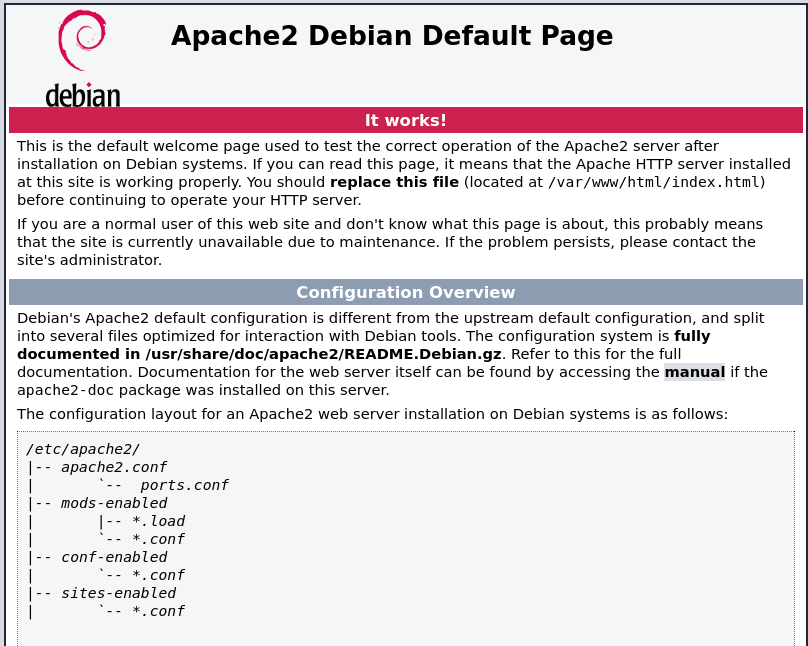 debian
Apache2 Debian Default Page
It works!
This is the default welcome page used to test the correct operation of the Apache2 server after
installation on Debian systems. If you can read this page, it means that the Apache HTTP server installed
at this site is working properly. You should replace this file (located at /var/www/html/index.html)
before continuing to operate your HTTP server.
If you are a normal user of this web site and don't know what this page is about, this probably means
that the site is currently unavailable due to maintenance. If the problem persists, please contact the
site's administrator.
Configuration Overview
Debian's Apache2 default configuration is different from the upstream default configuration, and split
into several files optimized for interaction with Debian tools. The configuration system is fully
documented in /usr/share/doc/apache2/README.Debian.gz. Refer to this for the full
documentation. Documentation for the web server itself can be found by accessing the manual if the
apache2-doc package was installed on this server.
The configuration layout for an Apache2 web server installation on Debian systems is as follows:
/etc/apache2/
|-- apache2.conf
|       `--  ports.conf
|-- mods-enabled
|       |-- *.load
|       `-- *.conf
|-- conf-enabled
|       `-- *.conf
|-- sites-enabled
|       `-- *.conf